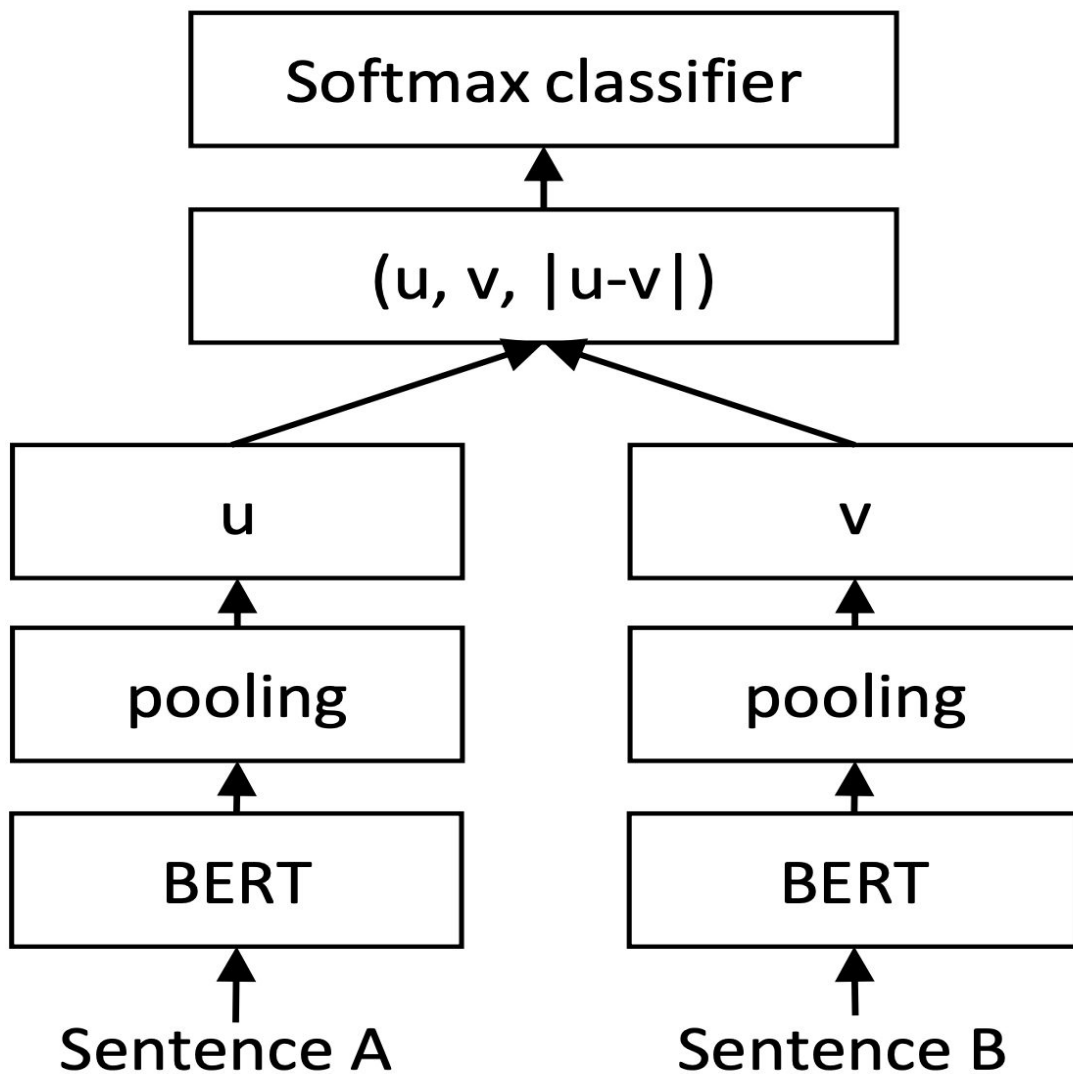 Softmax classifier
(u, v, |u-v|)
u
v
pooling
pooling
BERT
BERT
Sentence A
Sentence B